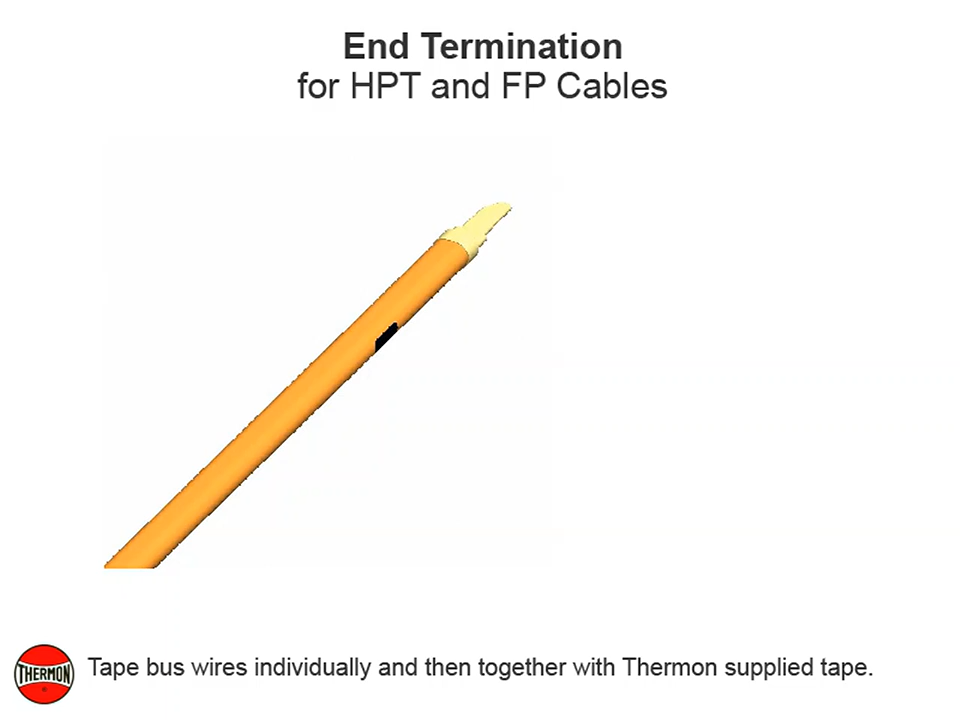 End Termination
for HPT and FP Cables
THERMON
®
Tape bus wires individually and then together with Thermon supplied tape.